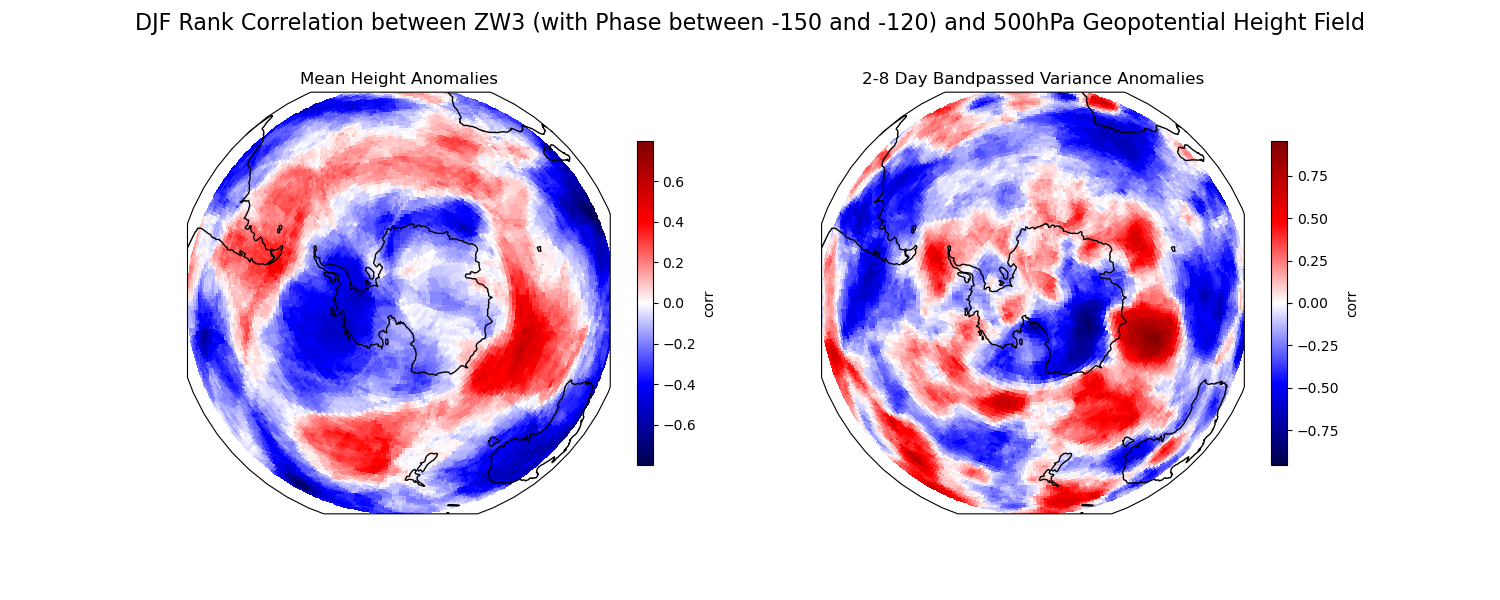 DJF Rank Correlation between ZW3 (with Phase between -150 and -120) and 500hPa Geopotential Height Field
Mean Height Anomalies
0.6
0.4
0.2
0.0
−0.2
−0.4
−0.6
corr
2-8 Day Bandpassed Variance Anomalies
0.75
0.50
0.25
0.00
−0.25
−0.50
−0.75
corr